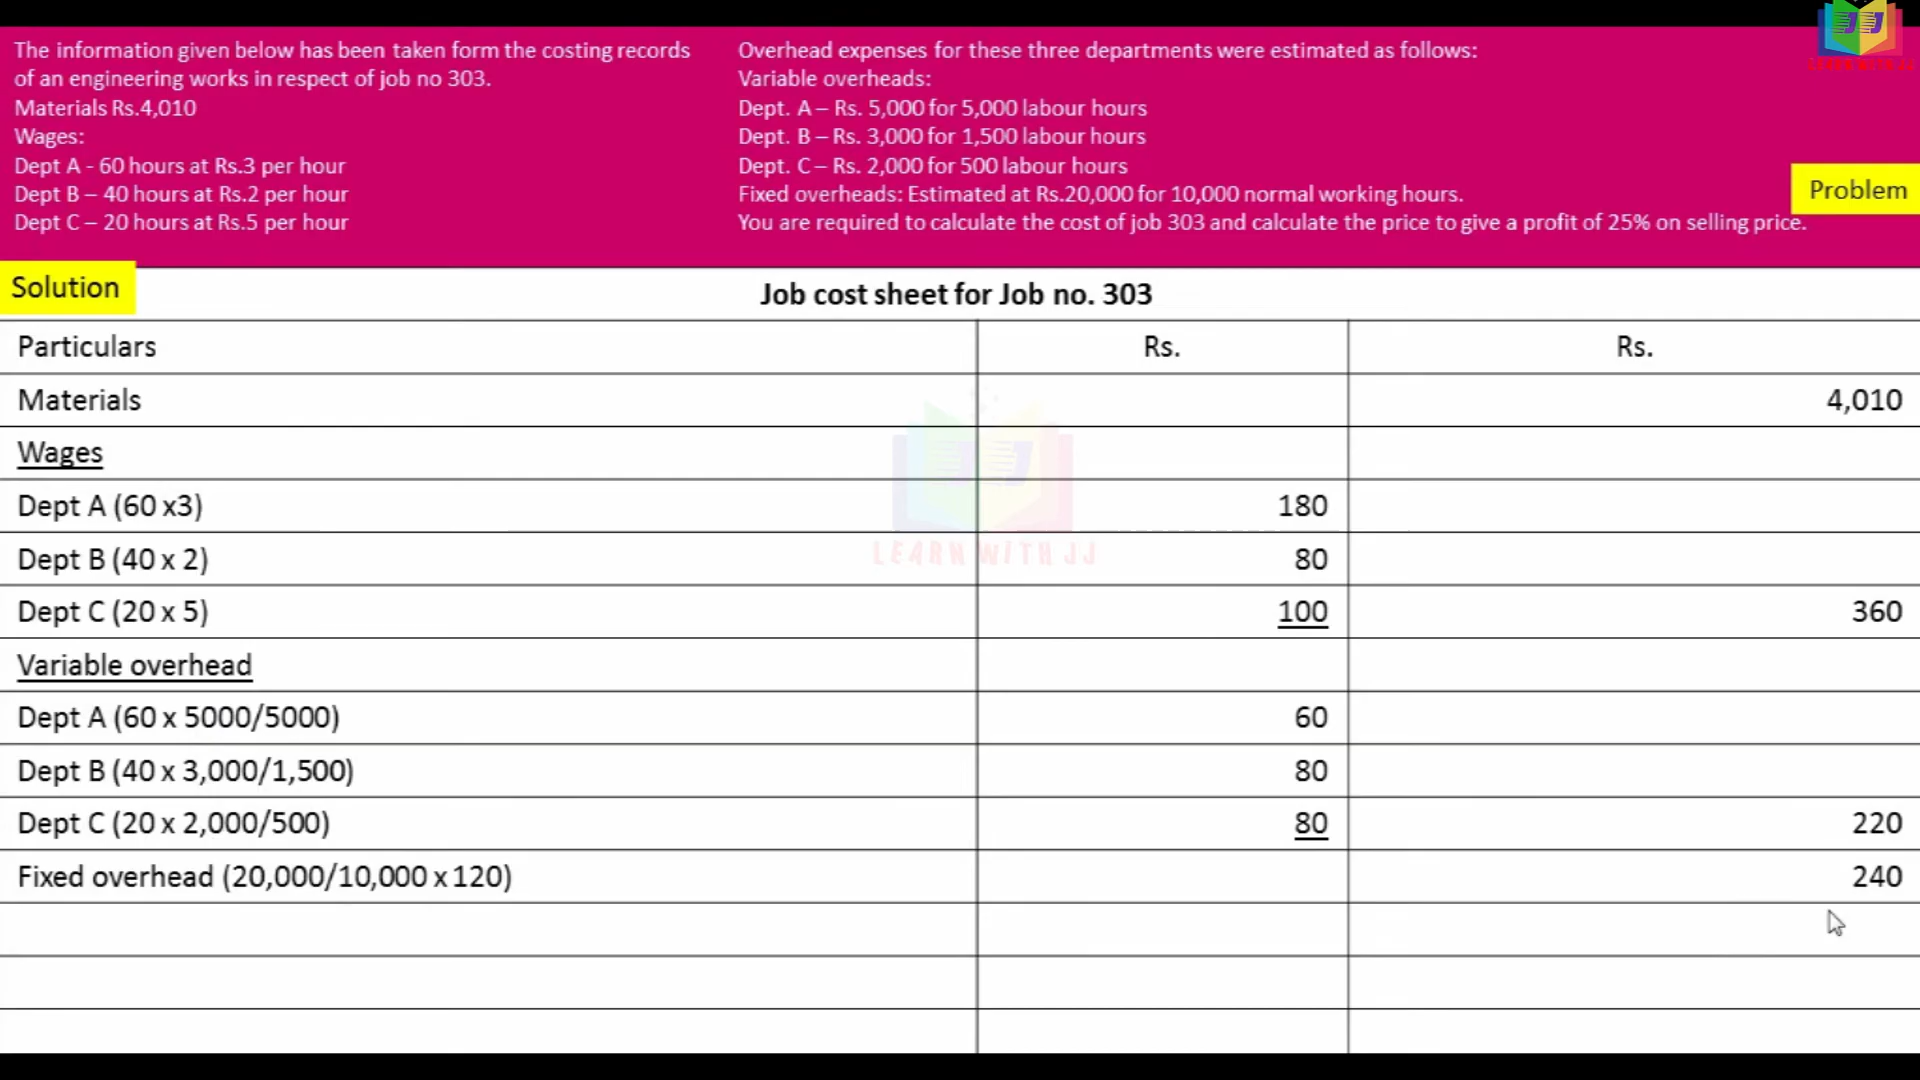 The information given below has been taken form the costing records
of an engineering works in respect of job no 303.
Materials Rs.4,010
Wages:
Dept A - 60 hours at Rs.3 per hour
Dept B – 40 hours at Rs.2 per hour
Dept C – 20 hours at Rs.5 per hour
Overhead expenses for these three departments were estimated as follows:
Variable overheads:
Dept. A – Rs. 5,000 for 5,000 labour hours
Dept. B – Rs. 3,000 for 1,500 labour hours
Dept. C – Rs. 2,000 for 500 labour hours
Fixed overheads: Estimated at Rs.20,000 for 10,000 normal working hours.
You are required to calculate the cost of job 303 and calculate the price to give a profit of 25% on selling price.
LEARN WITH JJ
Problem
Solution
Job cost sheet for Job no. 303
Particulars Rs. Rs.
Materials 4,010
Wages
Dept A (60 x3) 180
Dept B (40 x 2) 80
LEARN WITH JJ
Dept C (20 x 5) 100 360
Variable overhead
Dept A (60 x 5000/5000) 60
Dept B (40 x 3,000/1,500) 80
Dept C (20 x 2,000/500) 80 220
Fixed overhead (20,000/10,000 x 120) 240